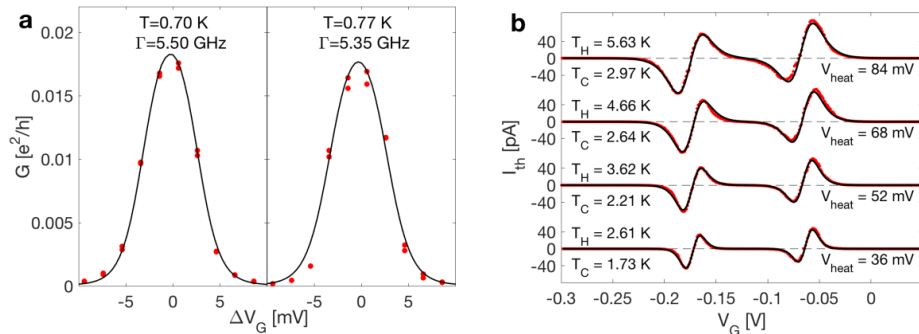 a
T=0.70 K
Γ=5.50 GHz
T=0.77 K
Γ=5.35 GHz
G [e²/h]
0.02
0.015
0.01
0.005
0
-5 0 5 -5 0 5
ΔV_G [mV]
b
I_th [pA]
40
0
-40
T_H = 5.63 K
T_C = 2.97 K
V_heat = 84 mV
40
0
-40
T_H = 4.66 K
T_C = 2.64 K
V_heat = 68 mV
40
0
-40
T_H = 3.62 K
T_C = 2.21 K
V_heat = 52 mV
40
0
-40
T_H = 2.61 K
T_C = 1.73 K
V_heat = 36 mV
-0.3 -0.25 -0.2 -0.15 -0.1 -0.05 0
V_G [V]